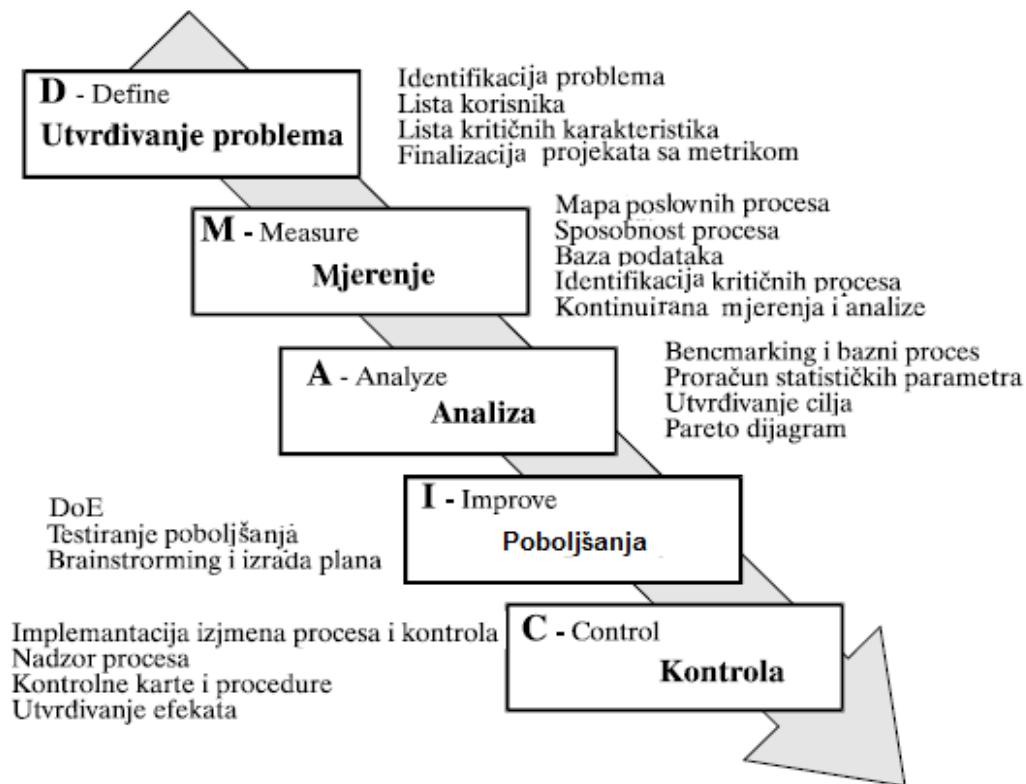 D - Define
Utvrđivanje problema
Identifikacija problema
Lista korisnika
Lista kritičnih karakteristika
Finalizacija projekata sa metrikom
M - Measure
Mjerenje
Mapa poslovnih procesa
Sposobnost procesa
Baza podataka
Identifikacija kritičnih procesa
Kontinuirana mjerenja i analize
A - Analyze
Analiza
Bencmarking i bazni proces
Proračun statističkih parametra
Utvrđivanje cilja
Pareto dijagram
I - Improve
Poboljšanja
DoE
Testiranje poboljšanja
Brainstrorming i izrada plana
C - Control
Kontrola
Implemantacija izjmena procesa i kontrola
Nadzor procesa
Kontrolne karte i procedure
Utvrđivanje efekata